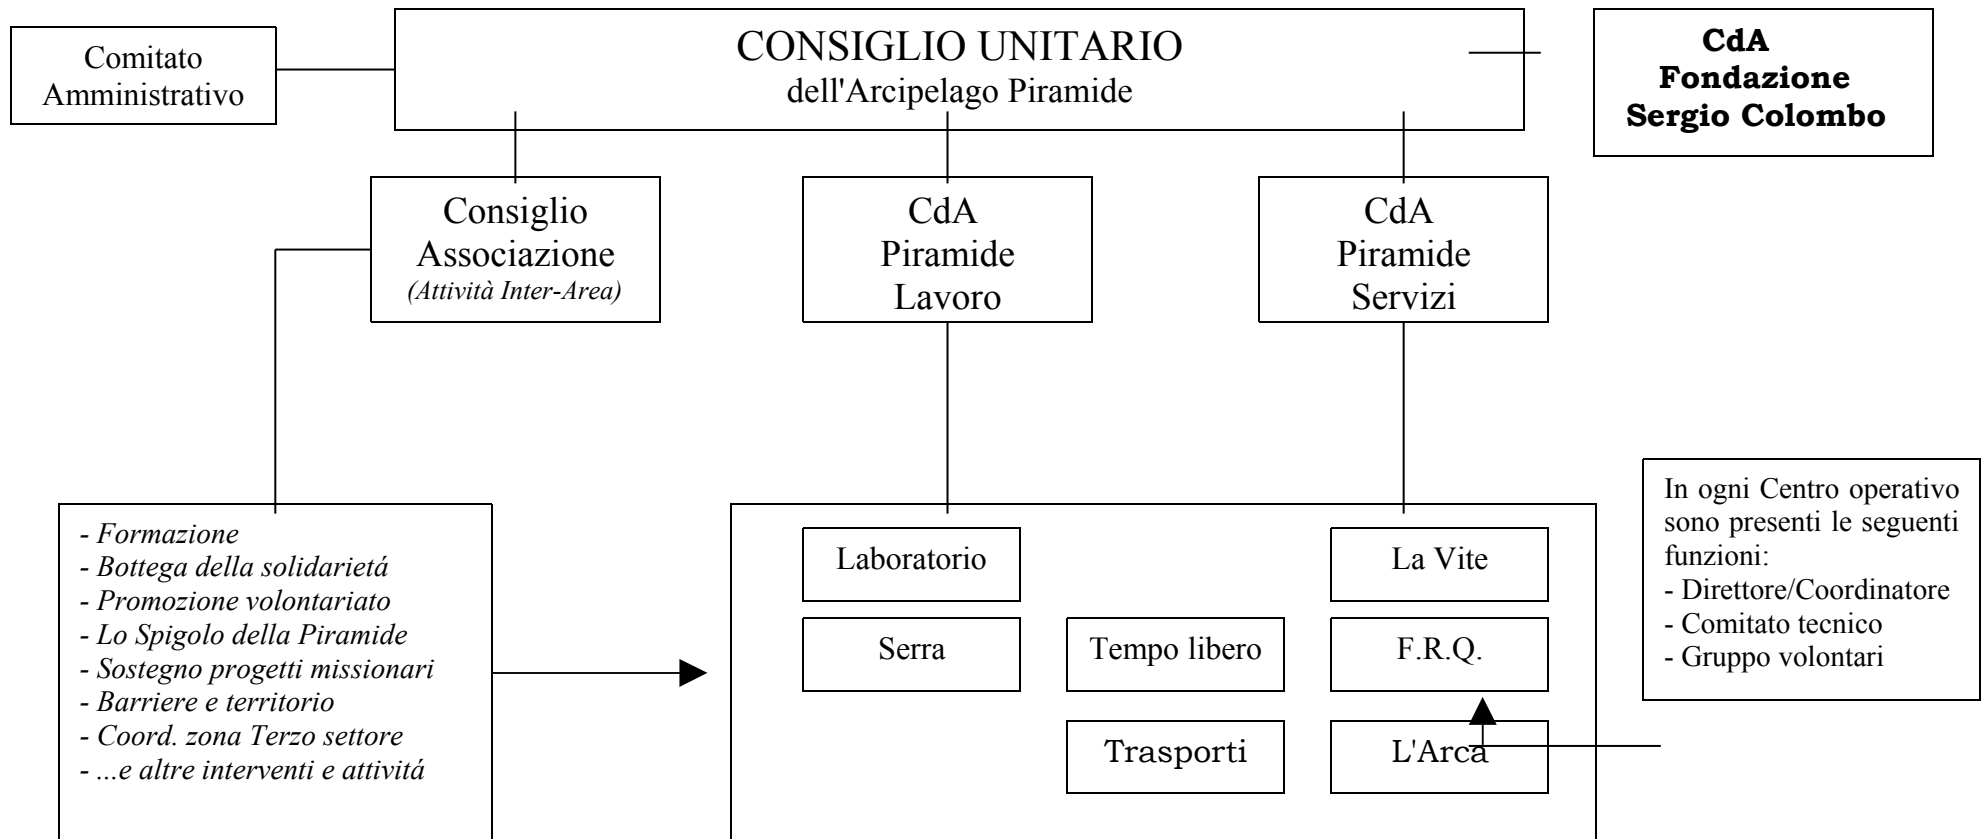 Comitato
Amministrativo
CONSIGLIO UNITARIO
dell'Arcipelago Piramide
CdA
Fondazione
Sergio Colombo
Consiglio
Associazione
(Attività Inter-Area)
CdA
Piramide
Lavoro
CdA
Piramide
Servizi
- Formazione
- Bottega della solidarietá
- Promozione volontariato
- Lo Spigolo della Piramide
- Sostegno progetti missionari
- Barriere e territorio
- Coord. zona Terzo settore
- ...e altre interventi e attivitá
Laboratorio
La Vite
Serra
Tempo libero
F.R.Q.
Trasporti
L'Arca
In ogni Centro operativo
sono presenti le seguenti
funzioni:
- Direttore/Coordinatore
- Comitato tecnico
- Gruppo volontari